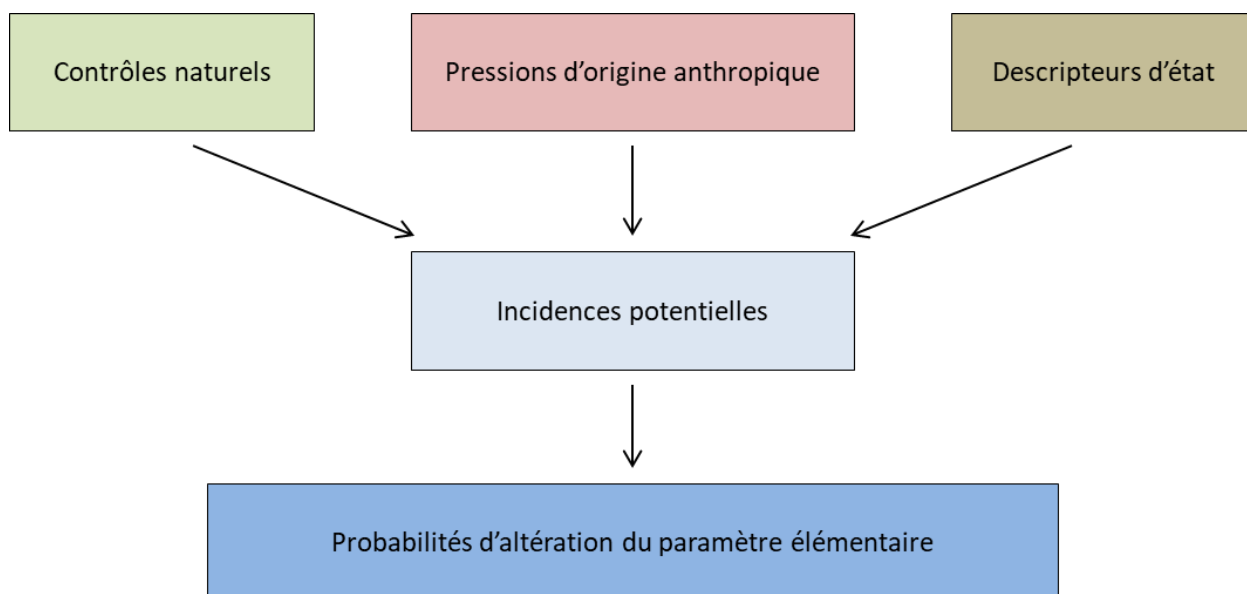 Contrôles naturels
Pressions d’origine anthropique
Descripteurs d’état
Incidences potentielles
Probabilités d’altération du paramètre élémentaire